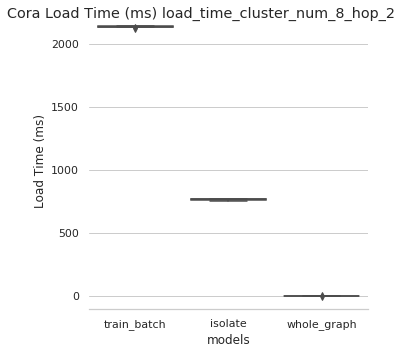 Cora Load Time (ms) load_time_cluster_num_8_hop_2
2000
1500
1000
500
0
Load Time (ms)
train_batch isolate whole_graph
models